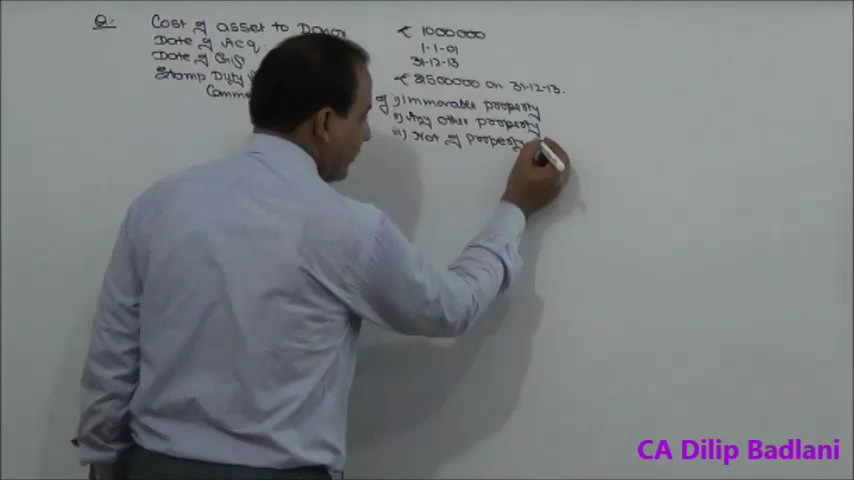 Q: Cost of asset to Donor ₹ 1000000
Date of Acq. 1-1-01
Date of Gift 31-12-13
Stamp Duty ₹ 2500000 on 31-12-13.
Comme
if i) Immovable property
ii) Any other property
iii) Not of property
CA Dilip Badlani